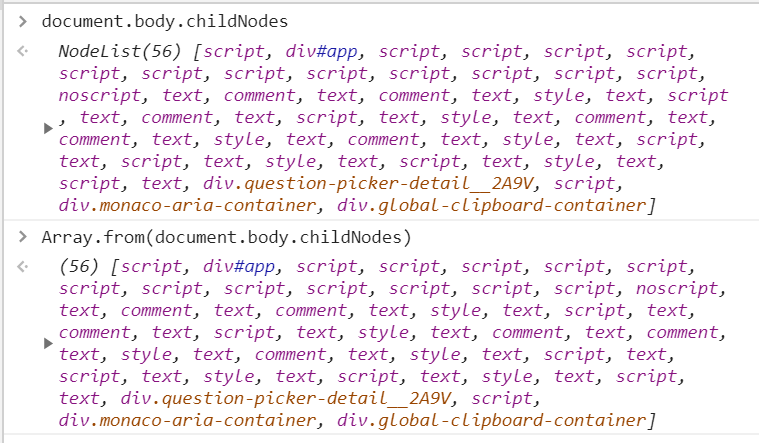 document.body.childNodes
NodeList(56) [script, div#app, script, script, script, script,
script, script, script, script, script, script, script, script,
noscript, text, comment, text, comment, text, style, text, script
, text, comment, text, script, text, style, text, comment, text,
comment, text, style, text, comment, text, style, text, script,
text, script, text, style, text, script, text, style, text,
script, text, div.question-picker-detail__2A9V, script,
div.monaco-aria-container, div.global-clipboard-container]
Array.from(document.body.childNodes)
(56) [script, div#app, script, script, script, script, script,
script, script, script, script, script, script, script, noscript,
text, comment, text, comment, text, style, text, script, text,
comment, text, script, text, style, text, comment, text, comment,
text, style, text, comment, text, style, text, script, text,
script, text, style, text, script, text, style, text, script,
text, div.question-picker-detail__2A9V, script,
div.monaco-aria-container, div.global-clipboard-container]